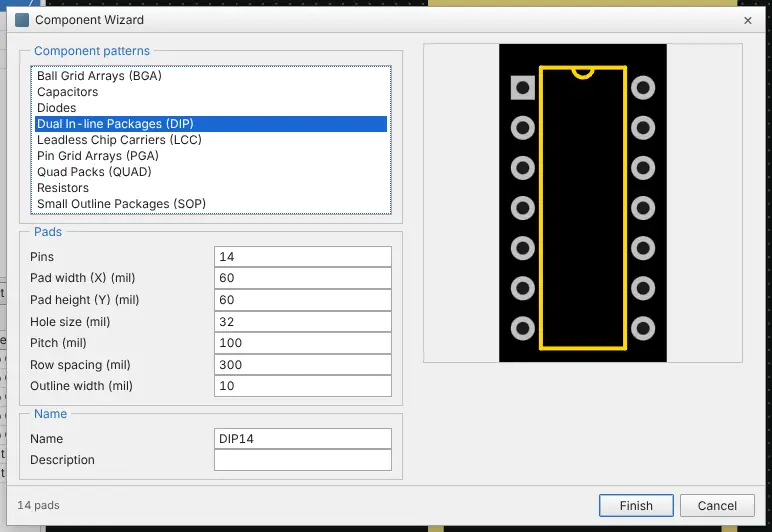 Component Wizard
Component patterns
Ball Grid Arrays (BGA)
Capacitors
Diodes
Dual In-line Packages (DIP)
Leadless Chip Carriers (LCC)
Pin Grid Arrays (PGA)
Quad Packs (QUAD)
Resistors
Small Outline Packages (SOP)
Pads
Pins 14
Pad width (X) (mil) 60
Pad height (Y) (mil) 60
Hole size (mil) 32
Pitch (mil) 100
Row spacing (mil) 300
Outline width (mil) 10
Name
Name DIP14
Description
14 pads
Finish Cancel